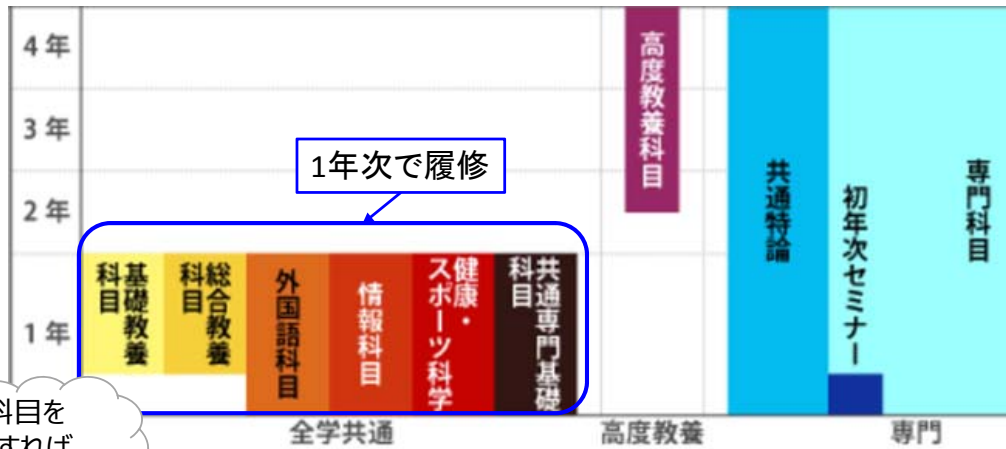 4年
3年
2年
1年
1年次で履修
基礎教養
科目
総合教養
科目
外国語科目
情報科目
健康・
スポーツ科学
共通専門基礎
科目
高度教養科目
共通特論
初年次セミナー
専門科目
科目を
すれば
全学共通
高度教養
専門